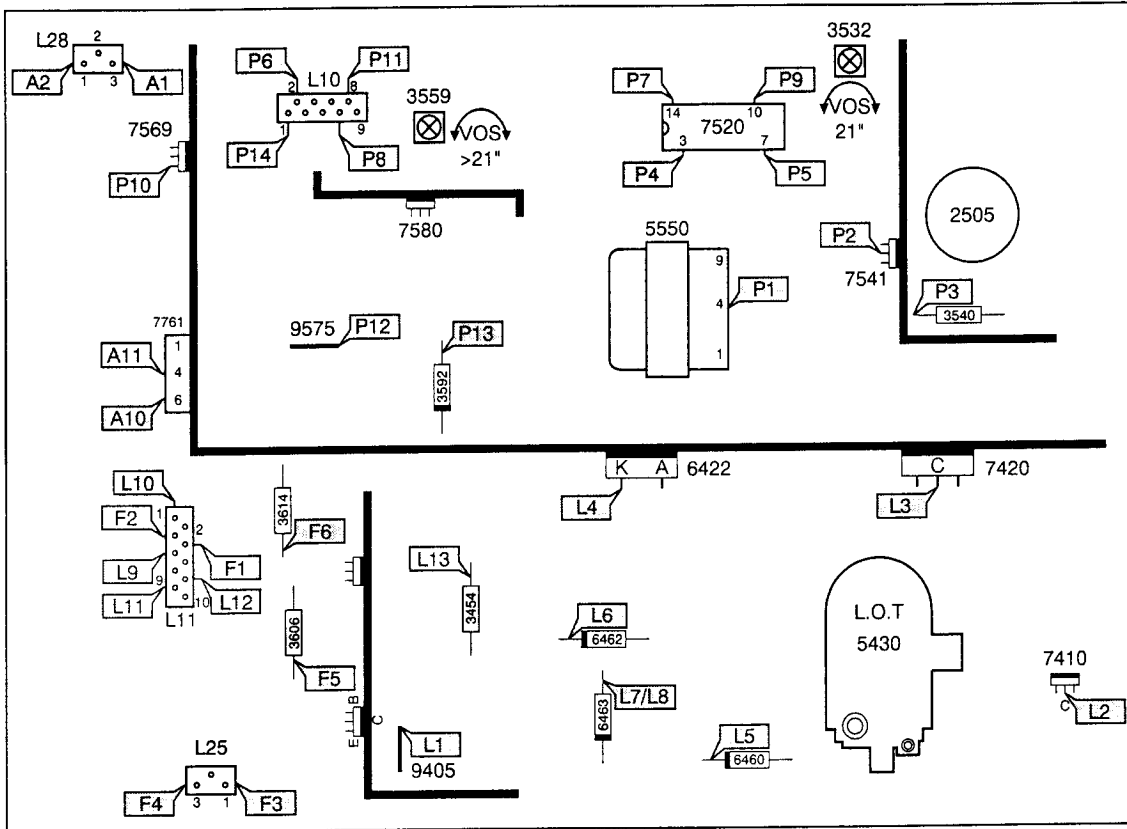 L28
2
A2
1
3
A1
7569
P10
P6
L10
P11
2
8
1
9
P14
P8
3559
VOS
>21"
7580
P7
P9
14
10
7520
3
7
P4
P5
3532
VOS
21"
2505
P2
7541
P3
3540
5550
9
4
1
P1
7761
1
4
6
A11
A10
9575
P12
P13
3592
K A
6422
L4
C
7420
L3
L10
F2
1
2
L9
F1
9
L11
10
L12
L11
3614
F6
3606
F5
B
C
E
L1
9405
L13
3454
L6
6462
L7/L8
6463
L5
6460
L.O.T
5430
7410
C
L2
L25
F4
3
1
F3